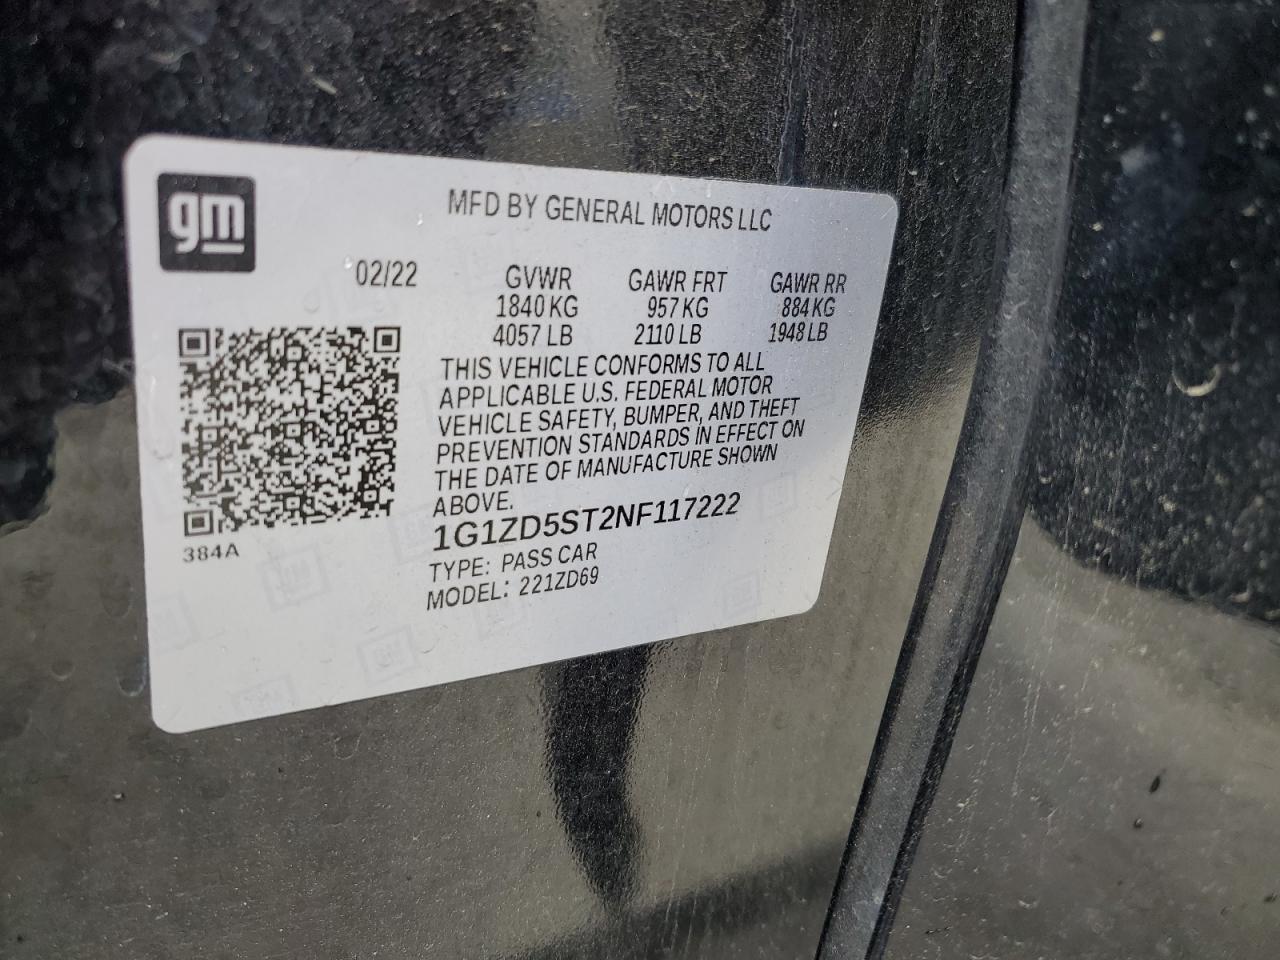 gm
MFD BY GENERAL MOTORS LLC
02/22 GVWR GAWR FRT GAWR RR
1840 KG 957 KG 884 KG
4057 LB 2110 LB 1948 LB
THIS VEHICLE CONFORMS TO ALL
APPLICABLE U.S. FEDERAL MOTOR
VEHICLE SAFETY, BUMPER, AND THEFT
PREVENTION STANDARDS IN EFFECT ON
THE DATE OF MANUFACTURE SHOWN
ABOVE.
1G1ZD5ST2NF117222
384A
TYPE: PASS CAR
MODEL: 221ZD69